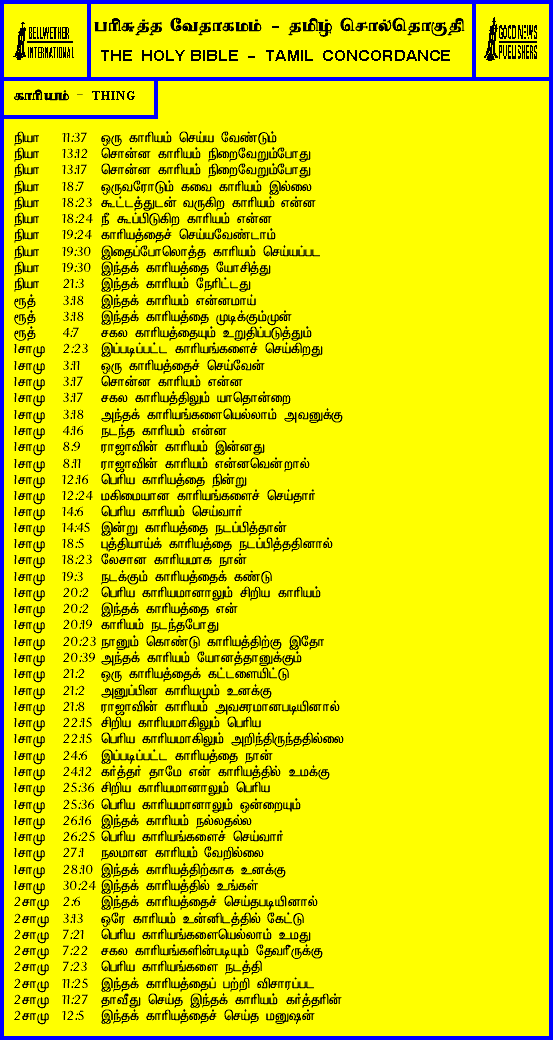 BELLWETHER
INTERNATIONAL
பரிசுத்த வேதாகமம் - தமிழ் சொல்தொகுதி
THE HOLY BIBLE - TAMIL CONCORDANCE
GOOD NEWS
PUBLISHERS
காரியம் - THING
நியா 11:37 ஒரு காரியம் செய்ய வேண்டும்
நியா 13:12 சொன்ன காரியம் நிறைவேறும்போது
நியா 13:17 சொன்ன காரியம் நிறைவேறும்போது
நியா 18:7 ஒருவரோடும் கவை காரியம் இல்லை
நியா 18:23 கூட்டத்துடன் வருகிற காரியம் என்ன
நியா 18:24 நீ கூப்பிடுகிற காரியம் என்ன
நியா 19:24 காரியத்தைச் செய்யவேண்டாம்
நியா 19:30 இதைப்போலொத்த காரியம் செய்யப்பட
நியா 19:30 இந்தக் காரியத்தை யோசித்து
நியா 21:3 இந்தக் காரியம் நேரிட்டது
ரூத் 3:18 இந்தக் காரியம் என்னமாய்
ரூத் 3:18 இந்தக் காரியத்தை முடிக்கும்முன்
ரூத் 4:7 சகல காரியத்தையும் உறுதிப்படுத்தும்
1சாமு 2:23 இப்படிப்பட்ட காரியங்களைச் செய்கிறது
1சாமு 3:11 ஒரு காரியத்தைச் செய்வேன்
1சாமு 3:17 சொன்ன காரியம் என்ன
1சாமு 3:17 சகல காரியத்திலும் யாதொன்றை
1சாமு 3:18 அந்தக் காரியங்களையெல்லாம் அவனுக்கு
1சாமு 4:16 நடந்த காரியம் என்ன
1சாமு 8:9 ராஜாவின் காரியம் இன்னது
1சாமு 8:11 ராஜாவின் காரியம் என்னவென்றால்
1சாமு 12:16 பெரிய காரியத்தை நின்று
1சாமு 12:24 மகிமையான காரியங்களைச் செய்தார்
1சாமு 14:6 பெரிய காரியம் செய்வார்
1சாமு 14:45 இன்று காரியத்தை நடப்பித்தான்
1சாமு 18:5 புத்தியாய்க் காரியத்தை நடப்பித்ததினால்
1சாமு 18:23 லேசான காரியமாக நான்
1சாமு 19:3 நடக்கும் காரியத்தைக் கண்டு
1சாமு 20:2 பெரிய காரியமானாலும் சிறிய காரியம்
1சாமு 20:2 இந்தக் காரியத்தை என்
1சாமு 20:19 காரியம் நடந்தபோது
1சாமு 20:23 நானும் கொண்டு காரியத்திற்கு இதோ
1சாமு 20:39 அந்தக் காரியம் யோனத்தானுக்கும்
1சாமு 21:2 ஒரு காரியத்தைக் கட்டளையிட்டு
1சாமு 21:2 அனுப்பின காரியமும் உனக்கு
1சாமு 21:8 ராஜாவின் காரியம் அவசரமானபடியினால்
1சாமு 22:15 சிறிய காரியமாகிலும் பெரிய
1சாமு 22:15 பெரிய காரியமாகிலும் அறிந்திருந்ததில்லை
1சாமு 24:6 இப்படிப்பட்ட காரியத்தை நான்
1சாமு 24:12 கர்த்தர் தாமே என் காரியத்தில் உமக்கு
1சாமு 25:36 சிறிய காரியமானாலும் பெரிய
1சாமு 25:36 பெரிய காரியமானாலும் ஒன்றையும்
1சாமு 26:16 இந்தக் காரியம் நல்லதல்ல
1சாமு 26:25 பெரிய காரியங்களைச் செய்வார்
1சாமு 27:1 நலமான காரியம் வேறில்லை
1சாமு 28:10 இந்தக் காரியத்திற்காக உனக்கு
1சாமு 30:24 இந்தக் காரியத்தில் உங்கள்
2சாமு 2:6 இந்தக் காரியத்தைச் செய்தபடியினால்
2சாமு 3:13 ஒரே காரியம் உன்னிடத்தில் கேட்டு
2சாமு 7:21 பெரிய காரியங்களையெல்லாம் உமது
2சாமு 7:22 சகல காரியங்களின்படியும் தேவரீருக்கு
2சாமு 7:23 பெரிய காரியங்களை நடத்தி
2சாமு 11:25 இந்தக் காரியத்தைப் பற்றி விசாரப்பட
2சாமு 11:27 தாவீது செய்த இந்தக் காரியம் கர்த்தரின்
2சாமு 12:5 இந்தக் காரியத்தைச் செய்த மனுஷன்